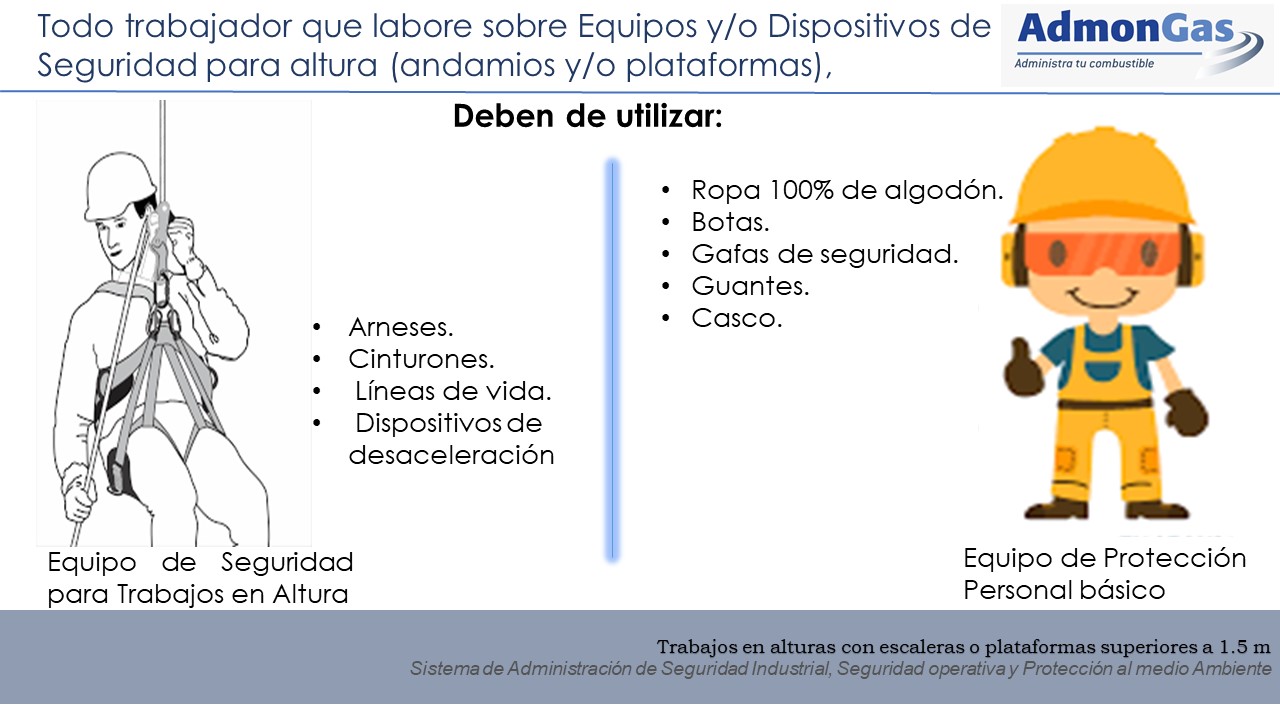 Todo trabajador que labore sobre Equipos y/o Dispositivos de
Seguridad para altura (andamios y/o plataformas),
AdmonGas
Administra tu combustible
Deben de utilizar:
• Arneses.
• Cinturones.
• Líneas de vida.
• Dispositivos de
desaceleración
Equipo de Seguridad
para Trabajos en Altura
• Ropa 100% de algodón.
• Botas.
• Gafas de seguridad.
• Guantes.
• Casco.
Equipo de Protección
Personal básico
Trabajos en alturas con escaleras o plataformas superiores a 1.5 m
Sistema de Administración de Seguridad Industrial, Seguridad operativa y Protección al medio Ambiente